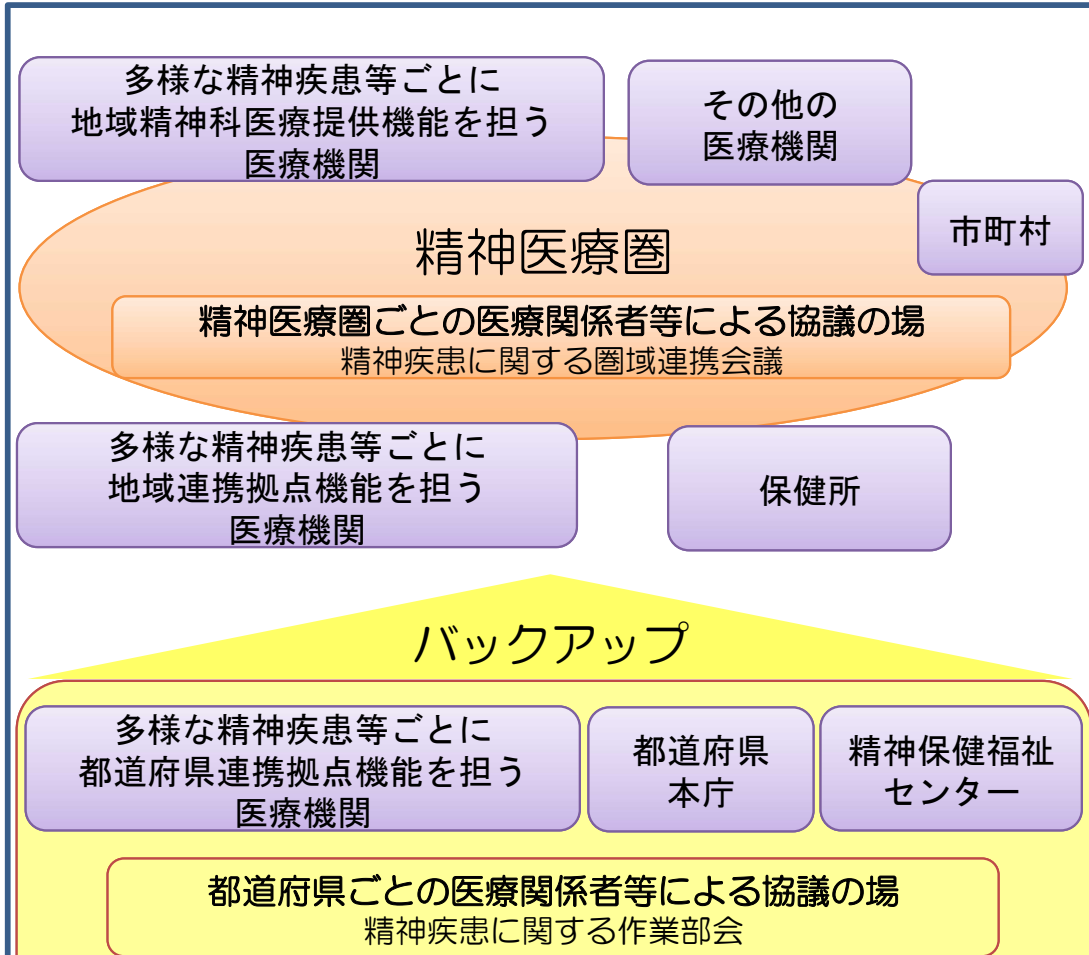 多様な精神疾患等ごとに
地域精神科医療提供機能を担う
医療機関
その他の
医療機関
市町村
精神医療圏
精神医療圏ごとの医療関係者等による協議の場
精神疾患に関する圏域連携会議
多様な精神疾患等ごとに
地域連携拠点機能を担う
医療機関
保健所
バックアップ
多様な精神疾患等ごとに
都道府県連携拠点機能を担う
医療機関
都道府県
本庁
精神保健福祉
センター
都道府県ごとの医療関係者等による協議の場
精神疾患に関する作業部会